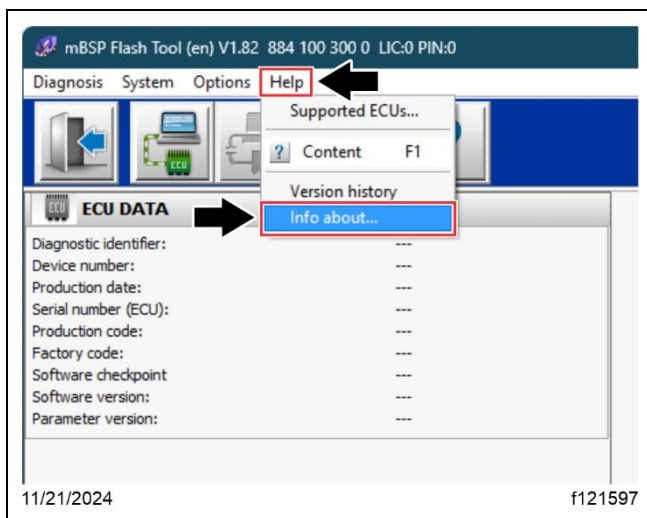 mBSP Flash Tool (en) V1.82 884 100 300 0 LIC:0 PIN:0
Diagnosis System Options Help
Supported ECUs...
? Content F1
Version history
Info about...
ECU
ECU
ECU DATA
Diagnostic identifier: ---
Device number: ---
Production date: ---
Serial number (ECU): ---
Production code: ---
Factory code: ---
Software checkpoint ---
Software version: ---
Parameter version: ---
11/21/2024 f121597